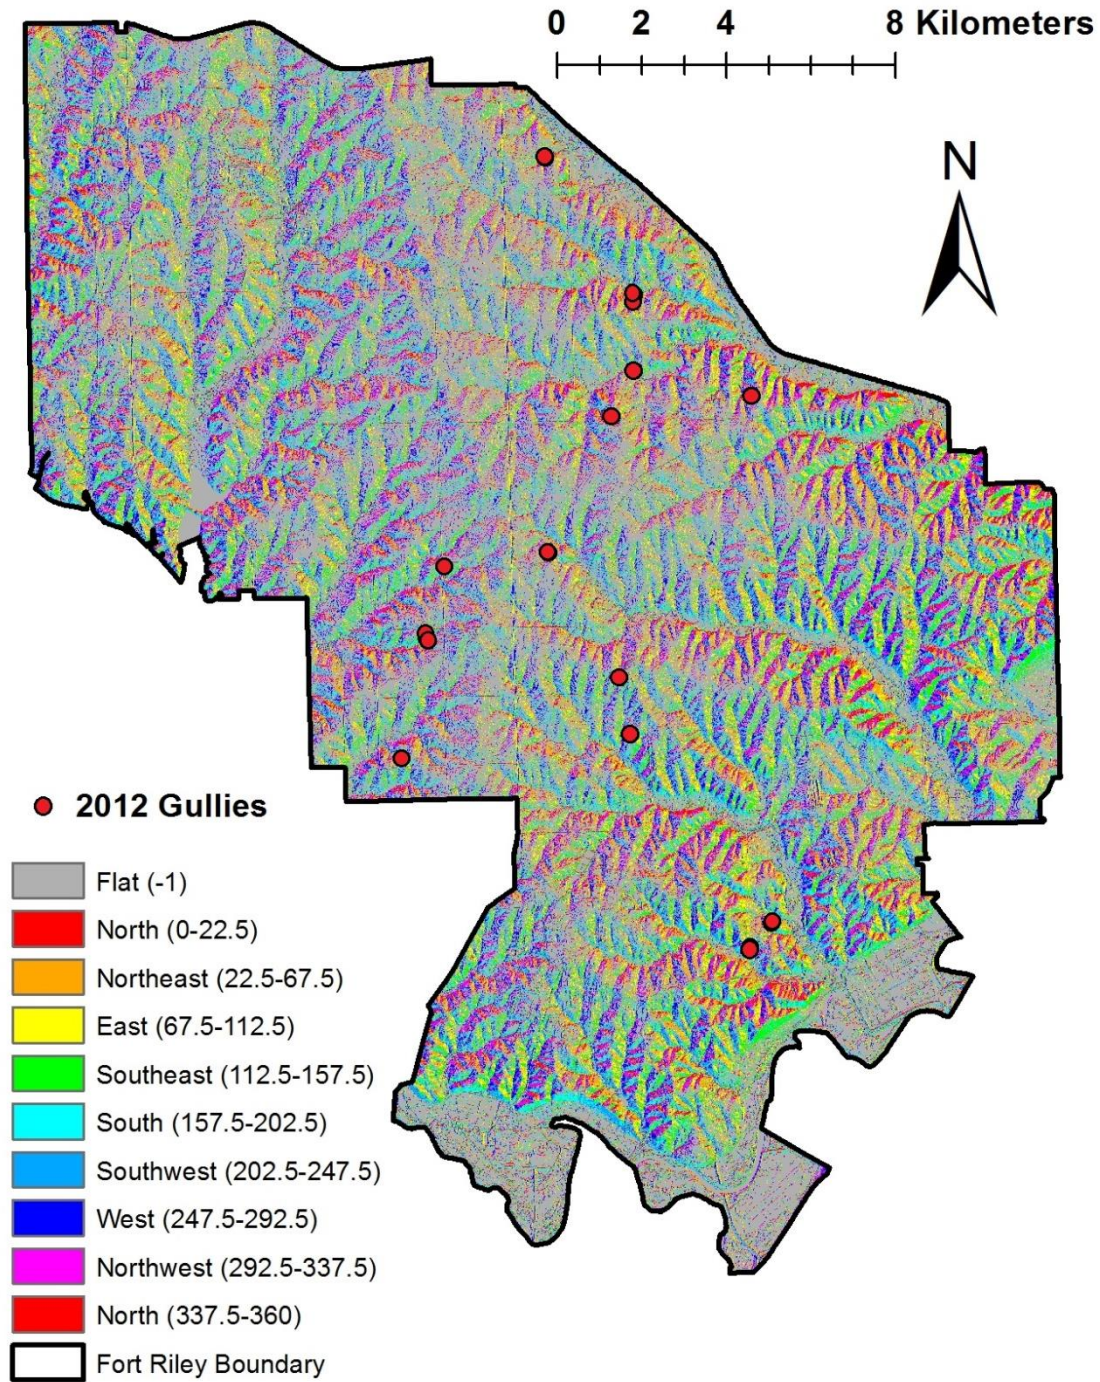 0 2 4 8 Kilometers
N
2012 Gullies
Flat (-1)
North (0-22.5)
Northeast (22.5-67.5)
East (67.5-112.5)
Southeast (112.5-157.5)
South (157.5-202.5)
Southwest (202.5-247.5)
West (247.5-292.5)
Northwest (292.5-337.5)
North (337.5-360)
Fort Riley Boundary